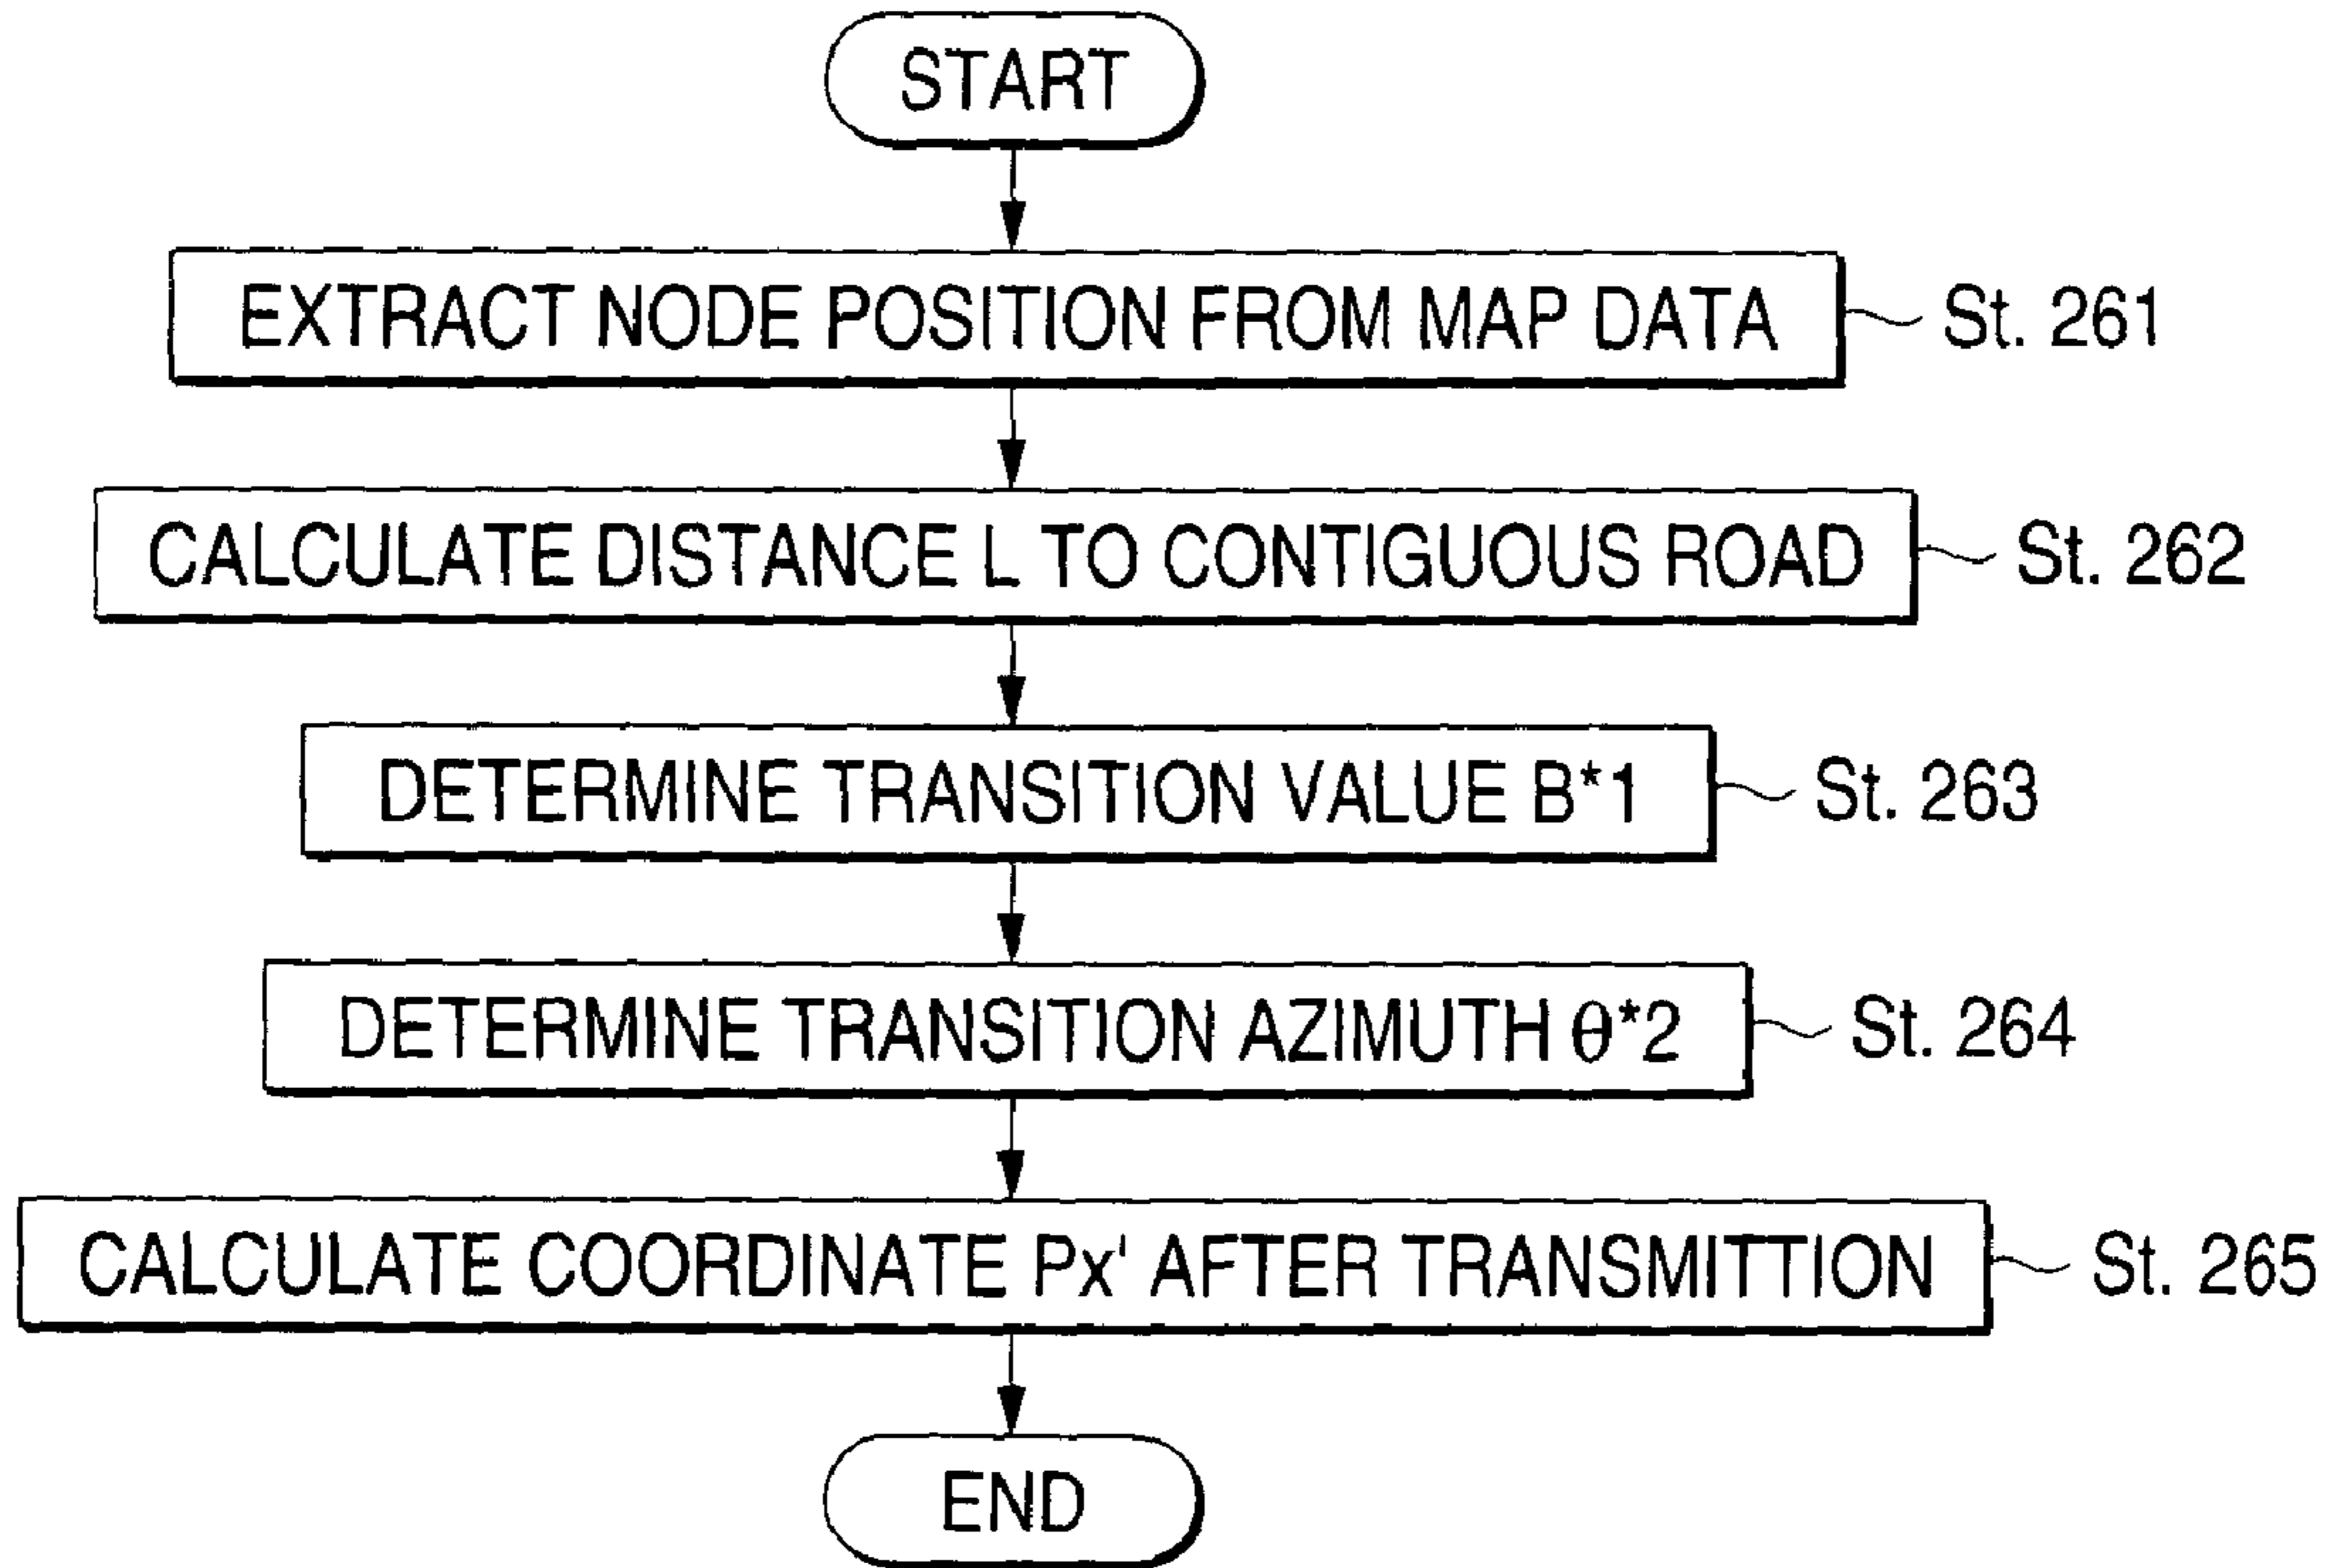 START
EXTRACT NODE POSITION FROM MAP DATA St. 261
CALCULATE DISTANCE L TO CONTIGUOUS ROAD St. 262
DETERMINE TRANSITION VALUE B*1 St. 263
DETERMINE TRANSITION AZIMUTH θ*2 St. 264
CALCULATE COORDINATE Px' AFTER TRANSMITTION St. 265
END